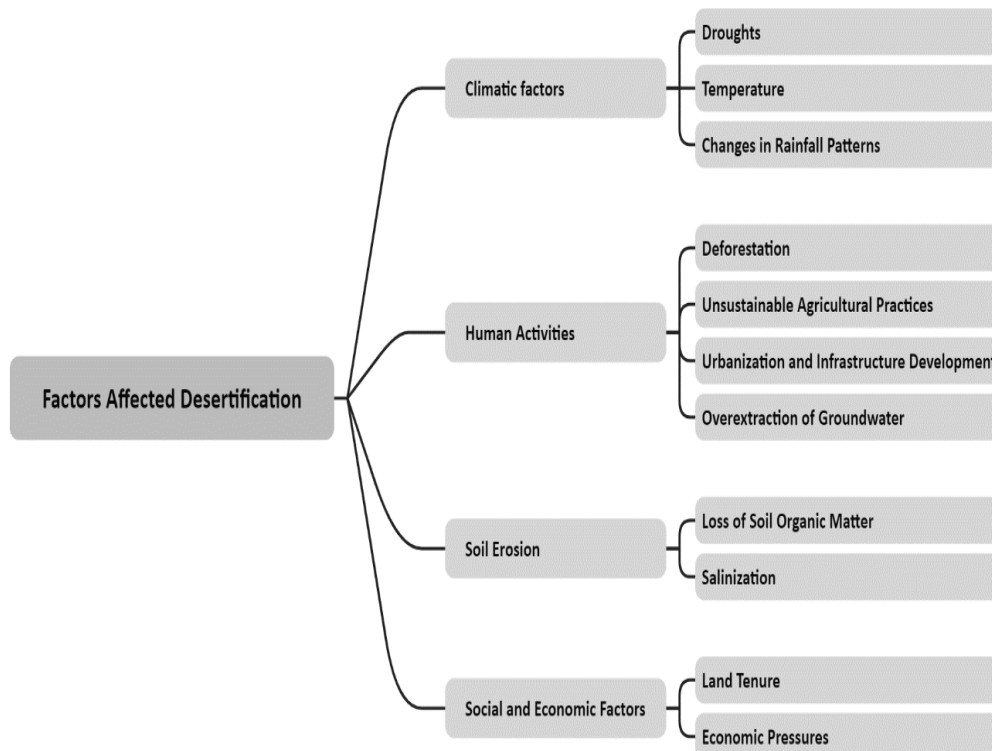 Factors Affected Desertification
Climatic factors
Droughts
Temperature
Changes in Rainfall Patterns
Human Activities
Deforestation
Unsustainable Agricultural Practices
Urbanization and Infrastructure Development
Overextraction of Groundwater
Soil Erosion
Loss of Soil Organic Matter
Salinization
Social and Economic Factors
Land Tenure
Economic Pressures